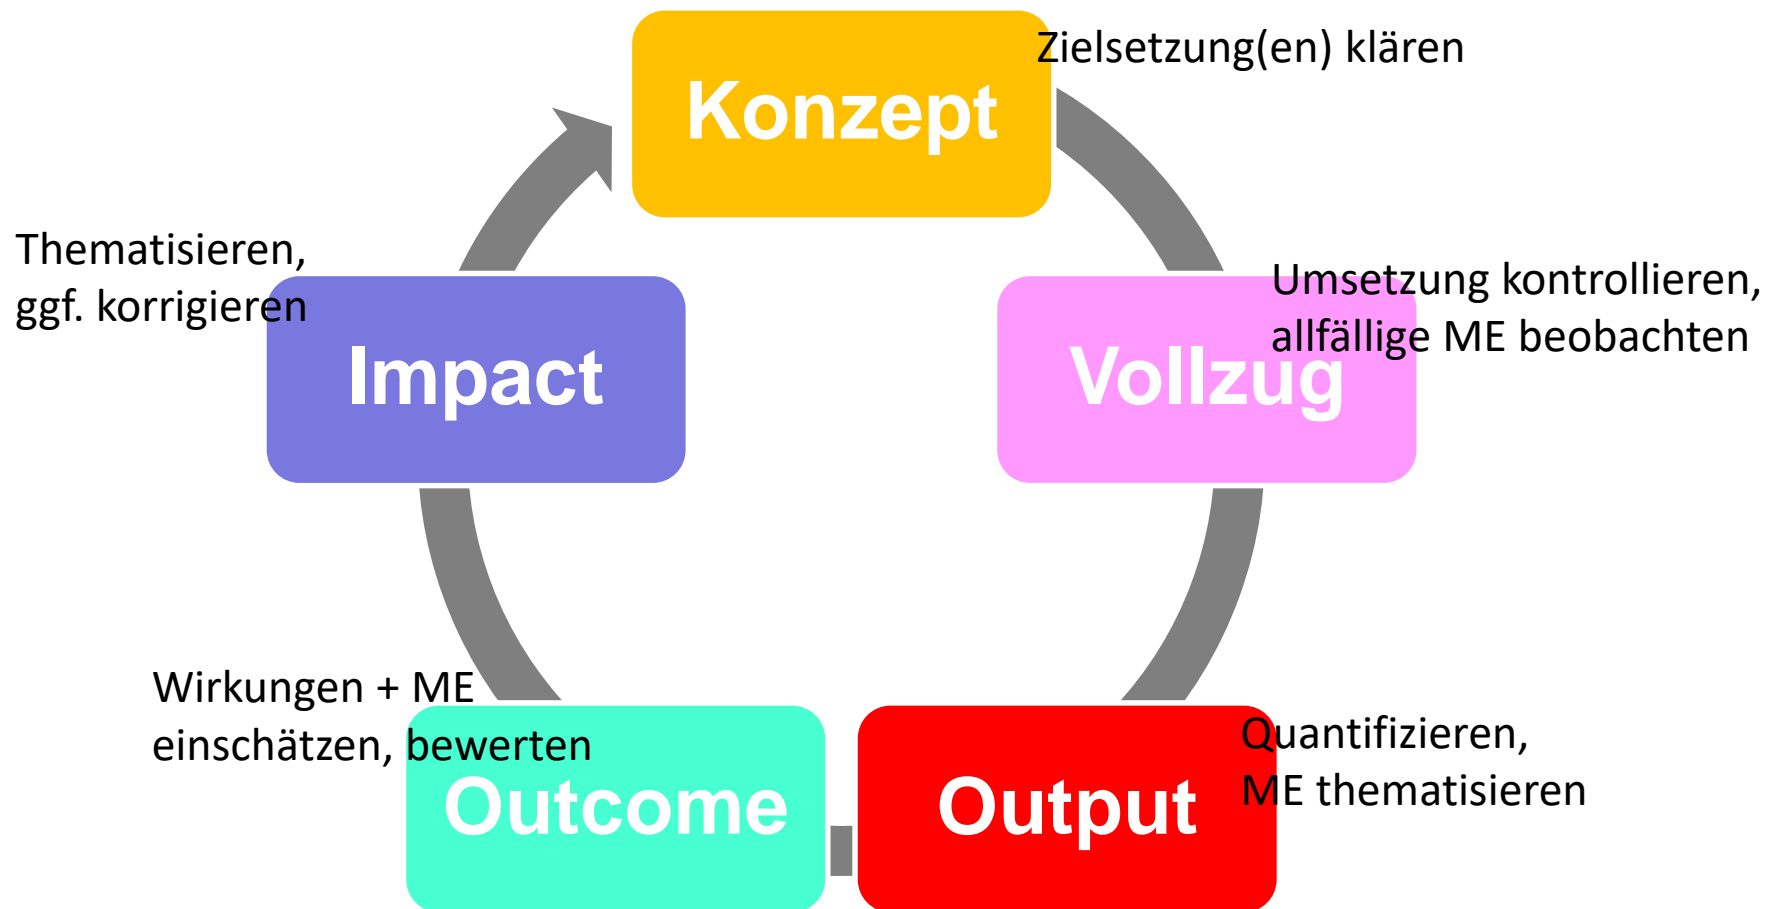 Zielsetzung(en) klären
Konzept
Thematisieren,
ggf. korrigieren
Umsetzung kontrollieren,
allfällige ME beobachten
Impact
Vollzug
Wirkungen + ME
einschätzen, bewerten
Quantifizieren,
ME thematisieren
Outcome
Output